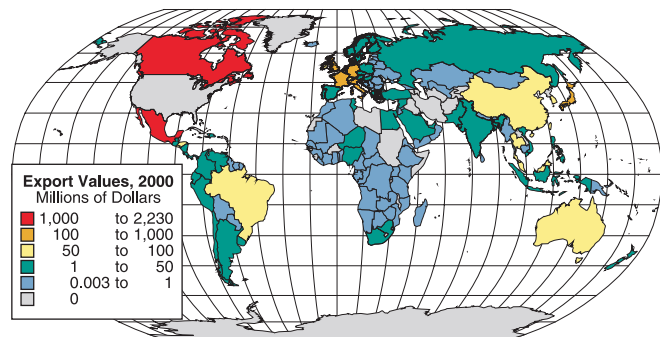 Export Values, 2000
Millions of Dollars
1,000 to 2,230
100 to 1,000
50 to 100
1 to 50
0.003 to 1
0